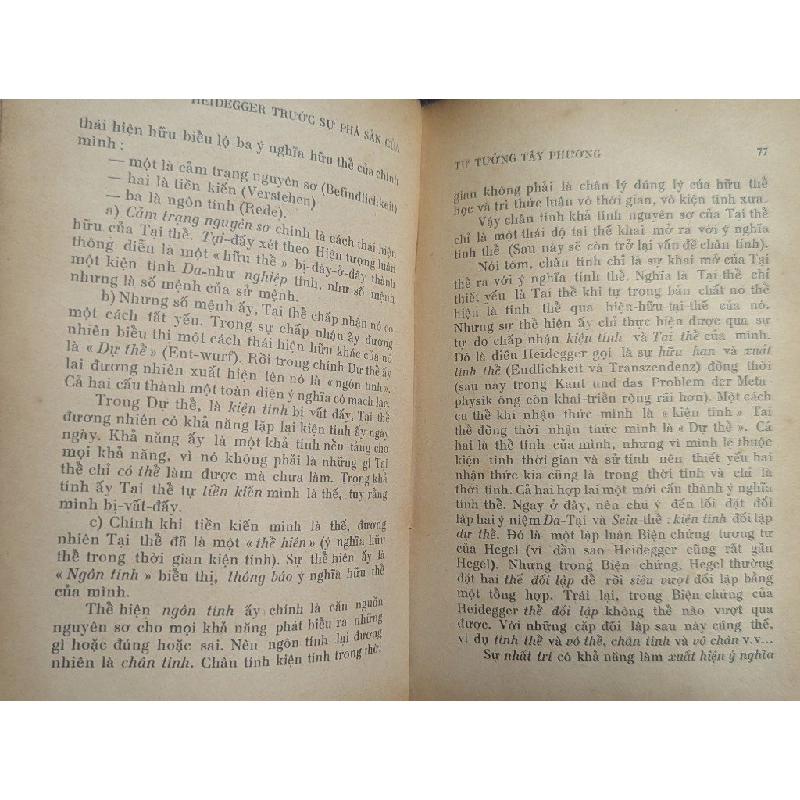 HEIDEGGER TRƯỚC SỰ PHÁ SẢN CỦA
thái hiện hữu biểu lộ ba ý nghĩa hữu thể của chính
mình :
— một là cảm trạng nguyên sơ (Befindlichkeit)
— hai là tiền kiến (Verstehen)
— ba là ngôn tính (Rede).
a) Cảm trạng nguyên sơ chính là cách thái hiện
hữu của Tại thể. Tại-đấy xét theo Hiện tượng luận
thông diễn là một « hữu thể » bị-đày-ở-đây thành
một kiện tính Da-như nghiệp tính, như số mệnh
nhưng là số mệnh của sứ mệnh.
b) Nhưng số mệnh ấy, Tại thể chấp nhận nó có
một cách tất yếu. Trong sự chấp nhận ấy đương
nhiên biểu thị một cách thái hiện hữu khác của nó
là « Dự thể » (Ent-wurf). Rồi trong chính Dư thể ấy
lại đương nhiên xuất hiện lên nó là «ngôn tính».
Cả hai cấu thành một toàn diện ý nghĩa có mạch lạc.
Trong Dự thể, là kiện tính bị vất đấy, Tại thể
đương nhiên có khả năng lặp lại kiện tính ấy ngay
ngày. Khả năng ấy là một khả tính nền tảng cho
mọi khả năng, vì nó không phải là những gì Tại
thể chỉ có thể làm được mà chưa làm. Trong khả
tính ấy Tại thể tự tiền kiến mình là thế, tuy rằng
mình bị-vất-đấy.
c) Chính khi tiền kiến mình là thế, đương
nhiên Tại thể đã là một «thể hiện» (ý nghĩa hữu
thể trong thời gian kiện tính). Sự thể hiện ấy là
« Ngôn tính » biểu thị, thông báo ý nghĩa hữu thể
của mình.
Thể hiện ngôn tính ấy chính là căn nguồn
nguyên sơ cho mọi khả năng phát biểu ra những
gì hoặc đúng hoặc sai. Nên ngôn tính lại đương
nhiên là chân tính. Chân tính kiện tính trong thời
TƯ TƯỞNG TÂY PHƯƠNG 77
gian không phải là chân lý đúng lý của hữu thể
học và tri thức luận vô thời gian, vô kiện tính xưa.
Vậy chân tính khả tính nguyên sơ của Tại thể
chỉ là một thái độ tại thể khai mở ra với ý nghĩa
tính thể (Sau này sẽ còn trở lại vấn đề chân tính).
Nói tóm, chân tính chỉ là sự khai mở của Tại
thể ra với ý nghĩa tính thể. Nghĩa là Tại thể chỉ
thiết yếu là Tại thể khi tự trong bản chất nó thể
hiện là tính thể qua hiện-hữu-tại-thể của nó.
Nhưng sự thể hiện ấy chỉ thực hiện được qua sự
tự do chấp nhận kiện tính và Tại thể của mình.
Đó là điều Heidegger gọi là sự hữu hạn và xuất
tính thể (Eudlichkeit và Transzendenz) đồng thời
(sau này trong Kant und das Problem der Meta-
physik ông còn khai-triển rộng rãi hơn). Một cách
cụ thể khi nhận thức mình là « kiện tính » Tại
thể đồng thời nhận thức mình là « Dự thể ». Cả
hai là tính thể của mình, nhưng vì mình lệ thuộc
kiện tính thời gian và sử tính nên thiết yếu hai
nhận thức kia cũng là trong thời tính và chỉ là
thời tính. Cả hai hợp lại một mới cấu thành ý nghĩa
tính thể. Ngay ở đây, nên chú ý đến lối đặt đối
lập hai ý niệm Da-Tại và Sein-thể : kiện tính đối lập
dự thể. Đó là một lập luận Biện chứng tương tự
của Hegel (vì dần sao Heidegger cũng rất gần
Hegel). Nhưng trong Biện chứng, Hegel thường
đặt hai thể đối lập để rồi siêu vượt đối lập bằng
một tổng hợp. Trái lại, trong Biện chứng của
Heidegger thể đối lập không thể nào vượt qua
được. Với những cặp đối lập sau này cũng thế,
ví dụ tính thể và vô thể, chân tính và vô chân v.v...
Sự nhất trí có khả năng làm xuất hiện ý nghĩa